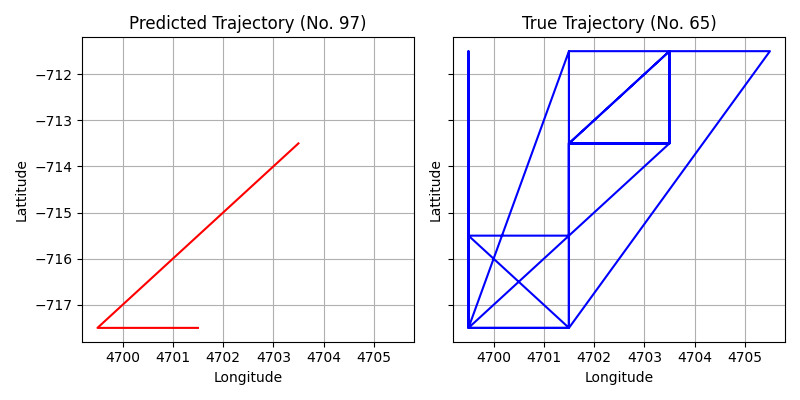 Predicted Trajectory (No. 97)
True Trajectory (No. 65)
−712
−713
−714
−715
−716
−717
Lattitude
Lattitude
4700 4701 4702 4703 4704 4705
4700 4701 4702 4703 4704 4705
Longitude
Longitude